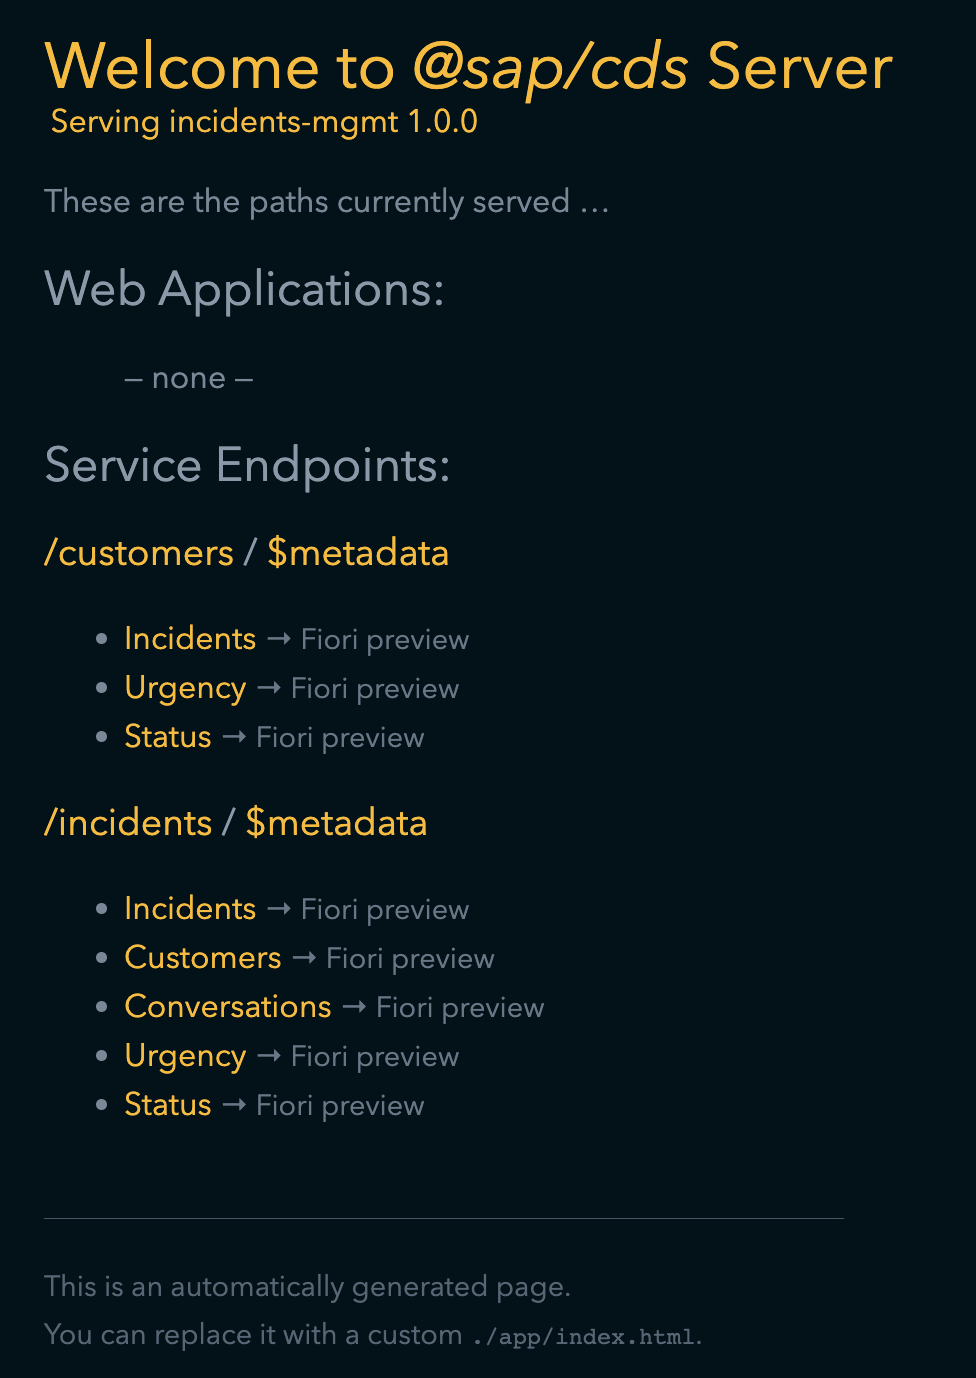 Welcome to @sap/cds Server
Serving incidents-mgmt 1.0.0
These are the paths currently served …
Web Applications:
– none –
Service Endpoints:
/customers / $metadata
• Incidents → Fiori preview
• Urgency → Fiori preview
• Status → Fiori preview
/incidents / $metadata
• Incidents → Fiori preview
• Customers → Fiori preview
• Conversations → Fiori preview
• Urgency → Fiori preview
• Status → Fiori preview
This is an automatically generated page.
You can replace it with a custom ./app/index.html.